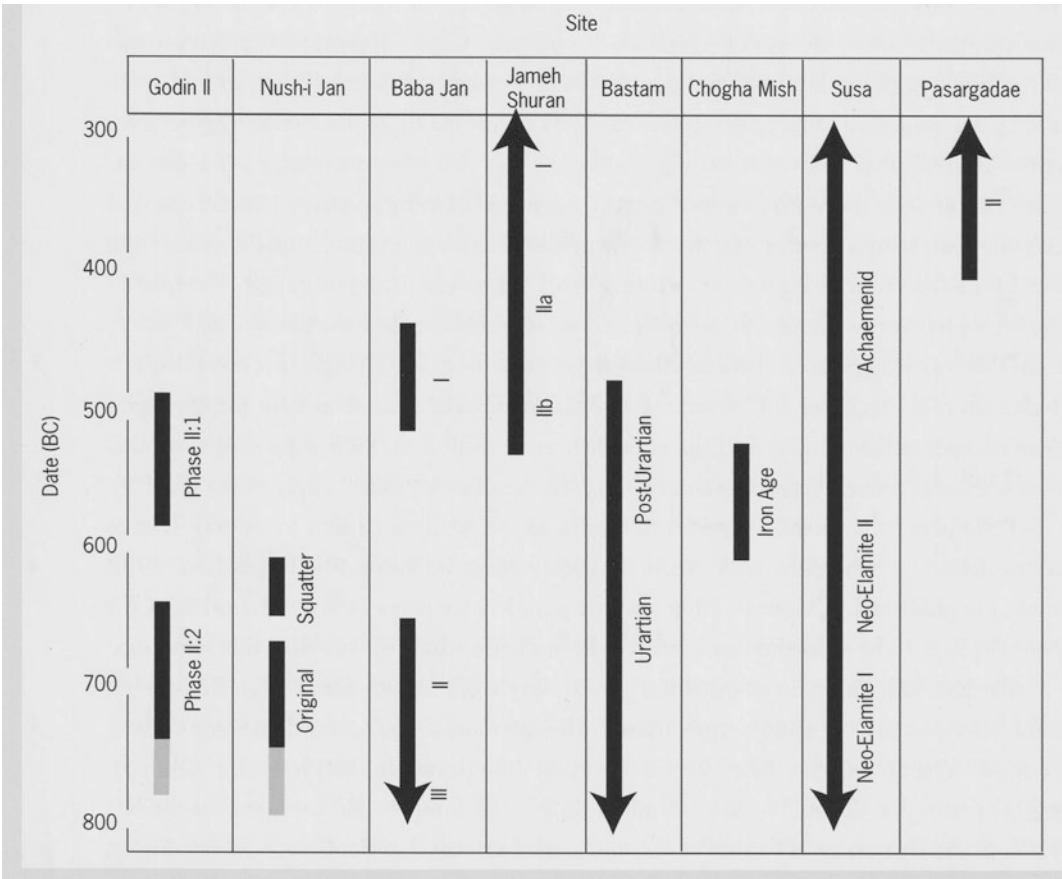 Site
Godin II
Nush-i Jan
Baba Jan
Jameh
Shuran
Bastam
Chogha Mish
Susa
Pasargadae
Date (BC)
300
400
500
600
700
800
Phase II:1
Phase II:2
Squatter
Original
I
II
III
I
IIa
IIb
Post-Urartian
Urartian
Iron Age
Achaemenid
Neo-Elamite II
Neo-Elamite I
II